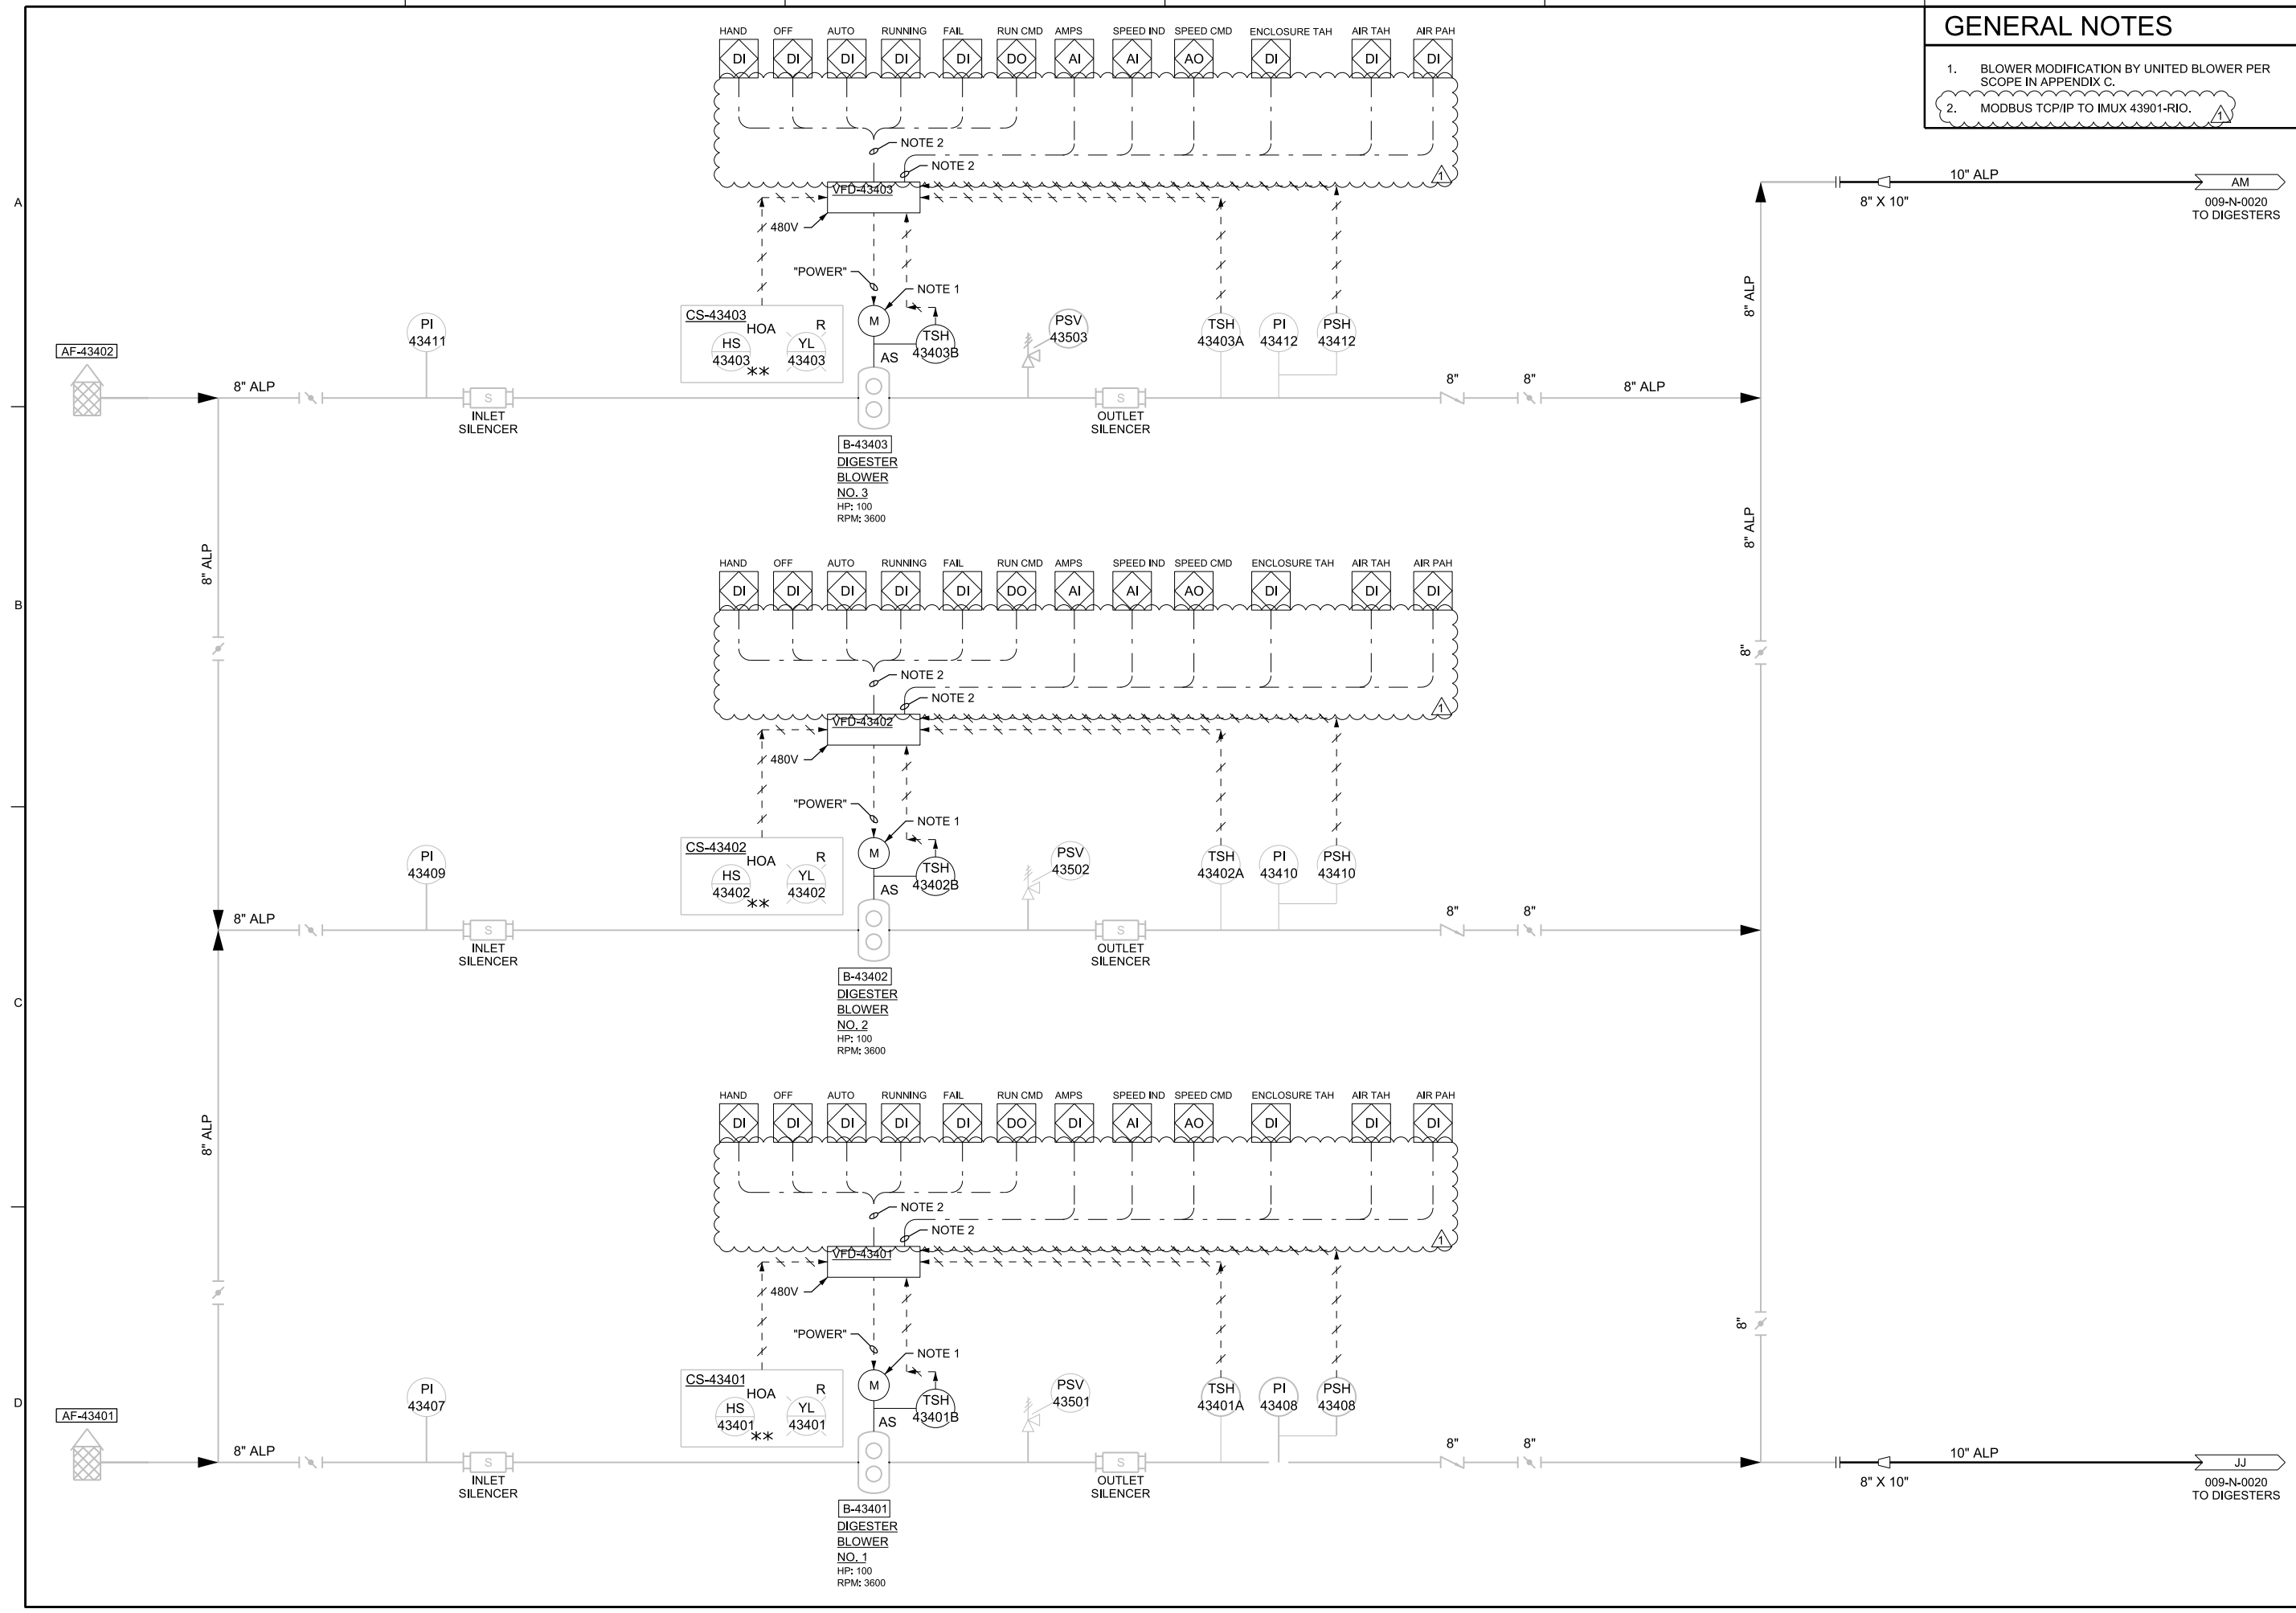 GENERAL NOTES
1. BLOWER MODIFICATION BY UNITED BLOWER PER
SCOPE IN APPENDIX C.
2. MODBUS TCP/IP TO IMUX 43901-RIO.
1
A
B
C
D
HAND OFF AUTO RUNNING FAIL RUN CMD AMPS SPEED IND SPEED CMD ENCLOSURE TAH AIR TAH AIR PAH
DI DI DI DI DI DO AI AI AO DI DI DI
NOTE 2
NOTE 2
1
VFD-43403
480V
"POWER"
NOTE 1
CS-43403
HOA R
HS
43403
**
YL
43403
M
TSH
43403B
AS
PI
43411
PSV
43503
TSH
43403A
PI
43412
PSH
43412
AF-43402
8" ALP
S
INLET
SILENCER
S
OUTLET
SILENCER
8" 8"
8" ALP
B-43403
DIGESTER
BLOWER
NO. 3
HP: 100
RPM: 3600
8" ALP
10" ALP
8" X 10"
AM
009-N-0020
TO DIGESTERS
8" ALP
8" ALP
8"
HAND OFF AUTO RUNNING FAIL RUN CMD AMPS SPEED IND SPEED CMD ENCLOSURE TAH AIR TAH AIR PAH
DI DI DI DI DI DO AI AI AO DI DI DI
NOTE 2
NOTE 2
1
VFD-43402
480V
"POWER"
NOTE 1
CS-43402
HOA R
HS
43402
**
YL
43402
M
TSH
43402B
AS
PI
43409
PSV
43502
TSH
43402A
PI
43410
PSH
43410
8" ALP
S
INLET
SILENCER
S
OUTLET
SILENCER
8" 8"
B-43402
DIGESTER
BLOWER
NO. 2
HP: 100
RPM: 3600
8" ALP
8"
HAND OFF AUTO RUNNING FAIL RUN CMD AMPS SPEED IND SPEED CMD ENCLOSURE TAH AIR TAH AIR PAH
DI DI DI DI DI DO DI AI AO DI DI DI
NOTE 2
NOTE 2
1
VFD-43401
480V
"POWER"
NOTE 1
CS-43401
HOA R
HS
43401
**
YL
43401
M
TSH
43401B
AS
PI
43407
PSV
43501
TSH
43401A
PI
43408
PSH
43408
AF-43401
8" ALP
S
INLET
SILENCER
S
OUTLET
SILENCER
8" 8"
B-43401
DIGESTER
BLOWER
NO. 1
HP: 100
RPM: 3600
10" ALP
8" X 10"
JJ
009-N-0020
TO DIGESTERS